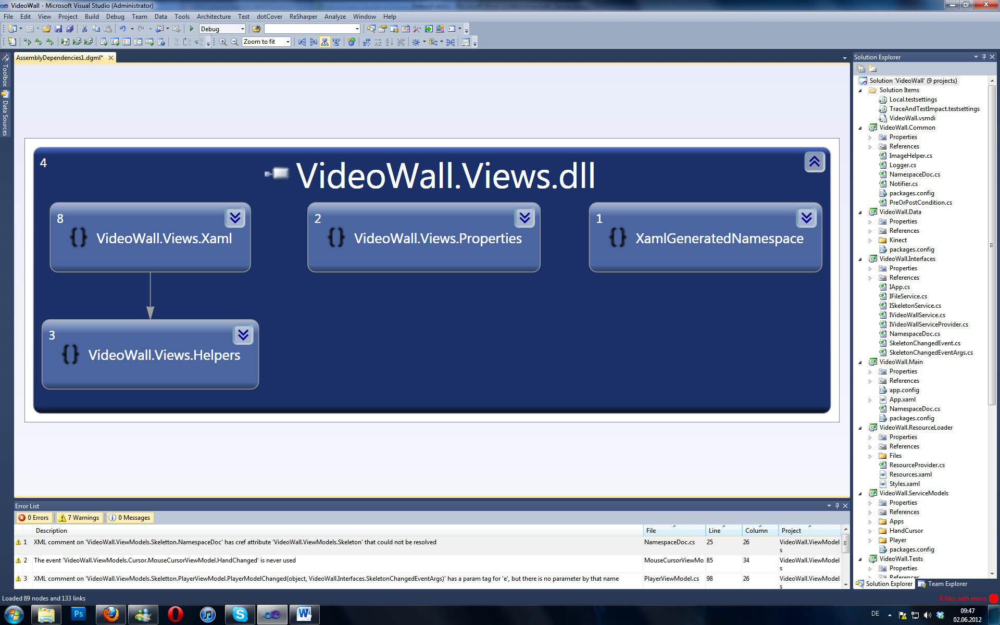 VideoWall - Microsoft Visual Studio (Administrator)
File Edit View Project Build Debug Team Data Tools Architecture Test dotCover ReSharper Analyze Window Help
Debug
Zoom to fit
AssemblyDependencies1.dgml*
Toolbox
Data Sources
4
VideoWall.Views.dll
8
VideoWall.Views.Xaml
2
VideoWall.Views.Properties
1
XamlGeneratedNamespace
3
VideoWall.Views.Helpers
Solution Explorer
Solution 'VideoWall' (9 projects)
Solution Items
Local.testsettings
TraceAndTestImpact.testsettings
VideoWall.vsmdi
VideoWall.Common
Properties
References
ImageHelper.cs
Logger.cs
NamespaceDoc.cs
Notifier.cs
packages.config
PreOrPostCondition.cs
VideoWall.Data
Properties
References
Kinect
packages.config
VideoWall.Interfaces
Properties
References
IApp.cs
IFileService.cs
ISkeletonService.cs
IVideoWallService.cs
IVideoWallServiceProvider.cs
NamespaceDoc.cs
SkeletonChangedEvent.cs
SkeletonChangedEventArgs.cs
VideoWall.Main
Properties
References
app.config
App.xaml
NamespaceDoc.cs
packages.config
VideoWall.ResourceLoader
Properties
References
Files
ResourceProvider.cs
Resources.xaml
Styles.xaml
VideoWall.ServiceModels
Properties
References
Apps
HandCursor
Player
packages.config
VideoWall.Tests
Properties
References
Solution Explorer Team Explorer
Error List
0 Errors 7 Warnings 0 Messages
Description File Line Column Project
1 XML comment on 'VideoWall.ViewModels.Skeletton.NamespaceDoc' has cref attribute 'VideoWall.ViewModels.Skeleton' that could not be resolved NamespaceDoc.cs 25 26 VideoWall.ViewModel
s
2 The event 'VideoWall.ViewModels.Cursor.MouseCursorViewModel.HandChanged' is never used MouseCursorViewMo 85 34 VideoWall.ViewModel
s
3 XML comment on 'VideoWall.ViewModels.Skeletton.PlayerViewModel.PlayerModelChanged(object, VideoWall.Interfaces.SkeletonChangedEventArgs)' has a param tag for 'e', but there is no parameter by that name PlayerViewModel.cs 98 26 VideoWall.ViewModel
s
Loaded 89 nodes and 133 links
6 files with errors
Ps
DE
09:47
02.06.2012